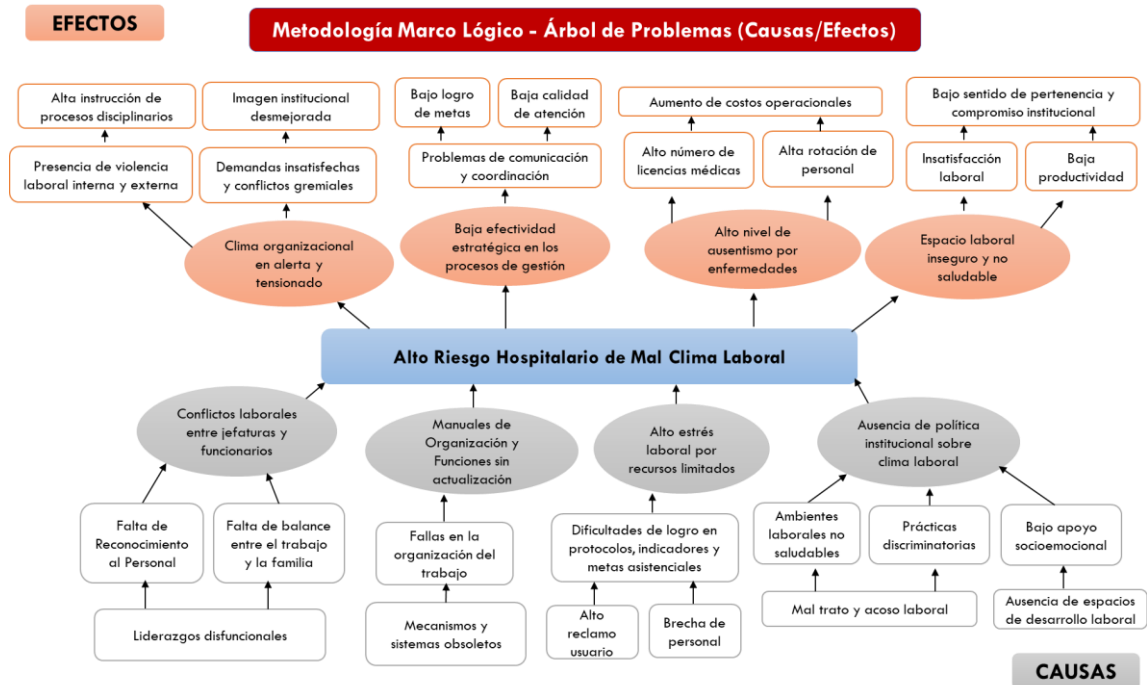 EFECTOS
Metodología Marco Lógico - Árbol de Problemas (Causas/Efectos)
Alta instrucción de
procesos disciplinarios
Imagen institucional
desmejorada
Bajo logro
de metas
Baja calidad
de atención
Aumento de costos operacionales
Bajo sentido de pertenencia y
compromiso institucional
Presencia de violencia
laboral interna y externa
Demandas insatisfechas
y conflictos gremiales
Problemas de comunicación
y coordinación
Alto número de
licencias médicas
Alta rotación de
personal
Insatisfacción
laboral
Baja
productividad
Clima organizacional
en alerta y
tensionado
Baja efectividad
estratégica en los
procesos de gestión
Alto nivel de
ausentismo por
enfermedades
Espacio laboral
inseguro y no
saludable
Alto Riesgo Hospitalario de Mal Clima Laboral
Conflictos laborales
entre jefaturas y
funcionarios
Manuales de
Organización y
Funciones sin
actualización
Alto estrés
laboral por
recursos limitados
Ausencia de política
institucional sobre
clima laboral
Falta de
Reconocimiento
al Personal
Falta de balance
entre el trabajo
y la familia
Fallas en la
organización del
trabajo
Dificultades de logro en
protocolos, indicadores y
metas asistenciales
Ambientes
laborales no
saludables
Prácticas
discriminatorias
Bajo apoyo
socioemocional
Liderazgos disfuncionales
Mecanismos y
sistemas obsoletos
Alto
reclamo
usuario
Brecha de
personal
Mal trato y acoso laboral
Ausencia de espacios
de desarrollo laboral
CAUSAS